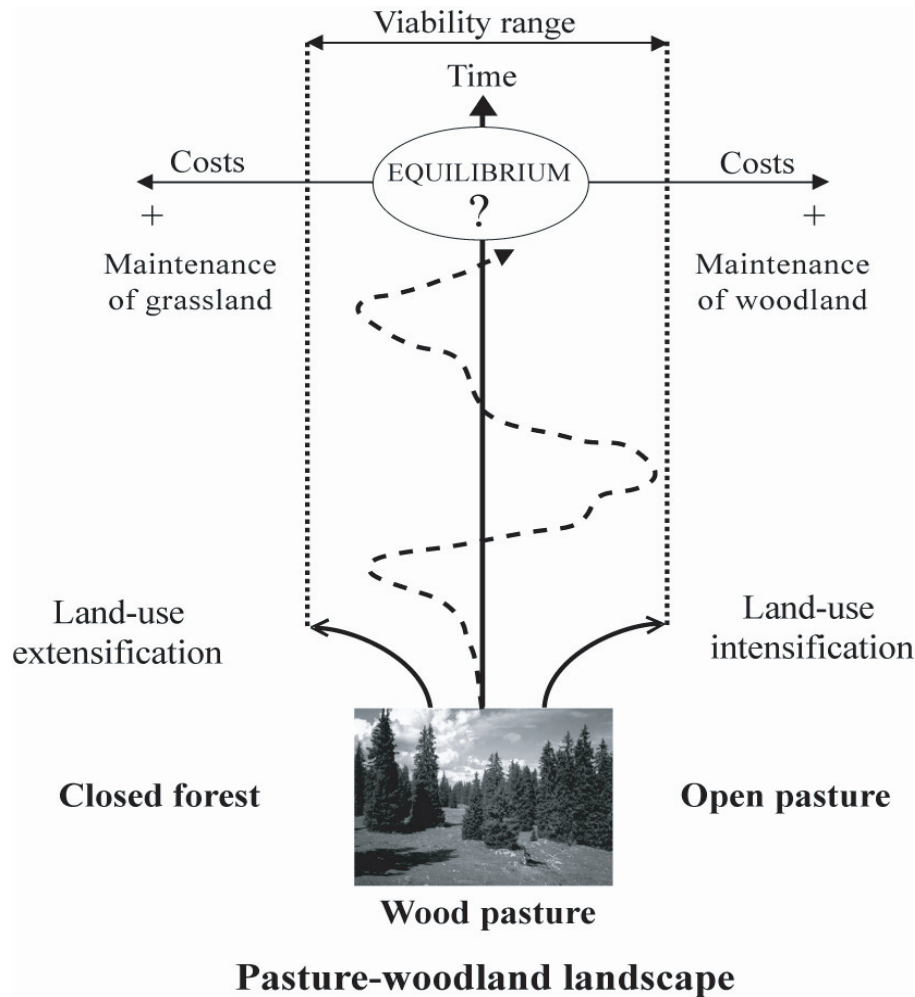 Viability range
Time
Costs
EQUILIBRIUM
?
Costs
+
+
Maintenance
of grassland
Maintenance
of woodland
Land-use
extensification
Land-use
intensification
Closed forest
Open pasture
Wood pasture
Pasture-woodland landscape